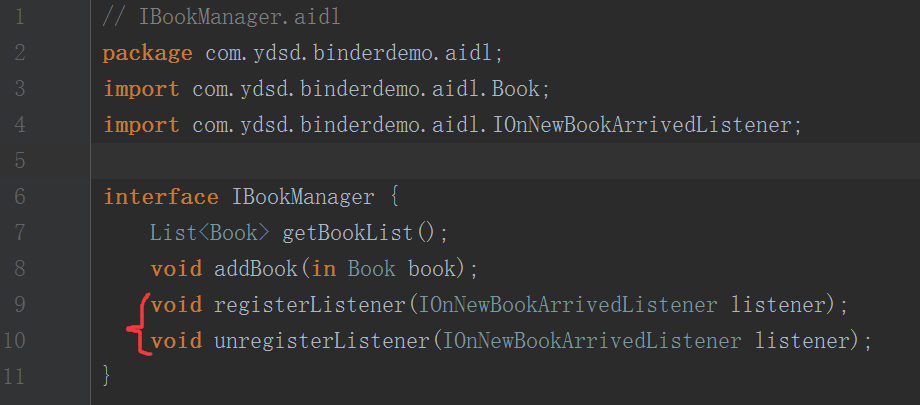 1 // IBookManager.aidl
2 package com.ydsd.binderdemo.aidl;
3 import com.ydsd.binderdemo.aidl.Book;
4 import com.ydsd.binderdemo.aidl.IOnNewBookArrivedListener;
5
6 interface IBookManager {
7     List<Book> getBookList();
8     void addBook(in Book book);
9     void registerListener(IOnNewBookArrivedListener listener);
10     void unregisterListener(IOnNewBookArrivedListener listener);
11 }